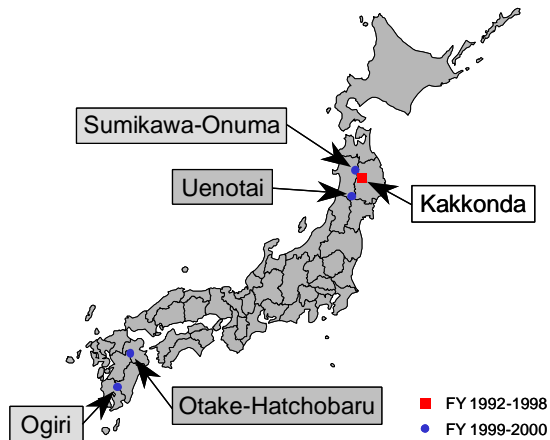 Sumikawa-Onuma
Uenotai
Kakkonda
Otake-Hatchobaru
Ogiri
FY 1992-1998
FY 1999-2000